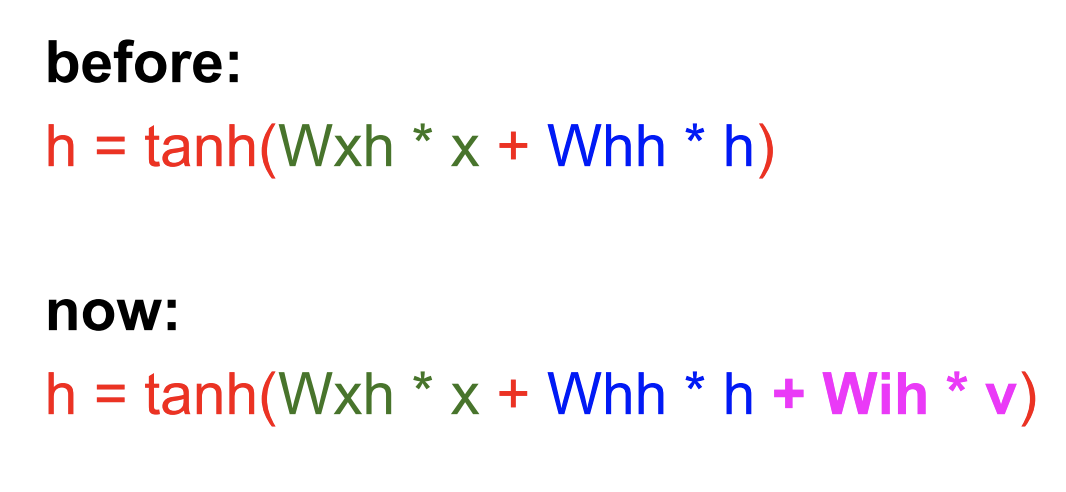 before:
h = tanh(Wxh * x + Whh * h)
now:
h = tanh(Wxh * x + Whh * h + Wih * v)